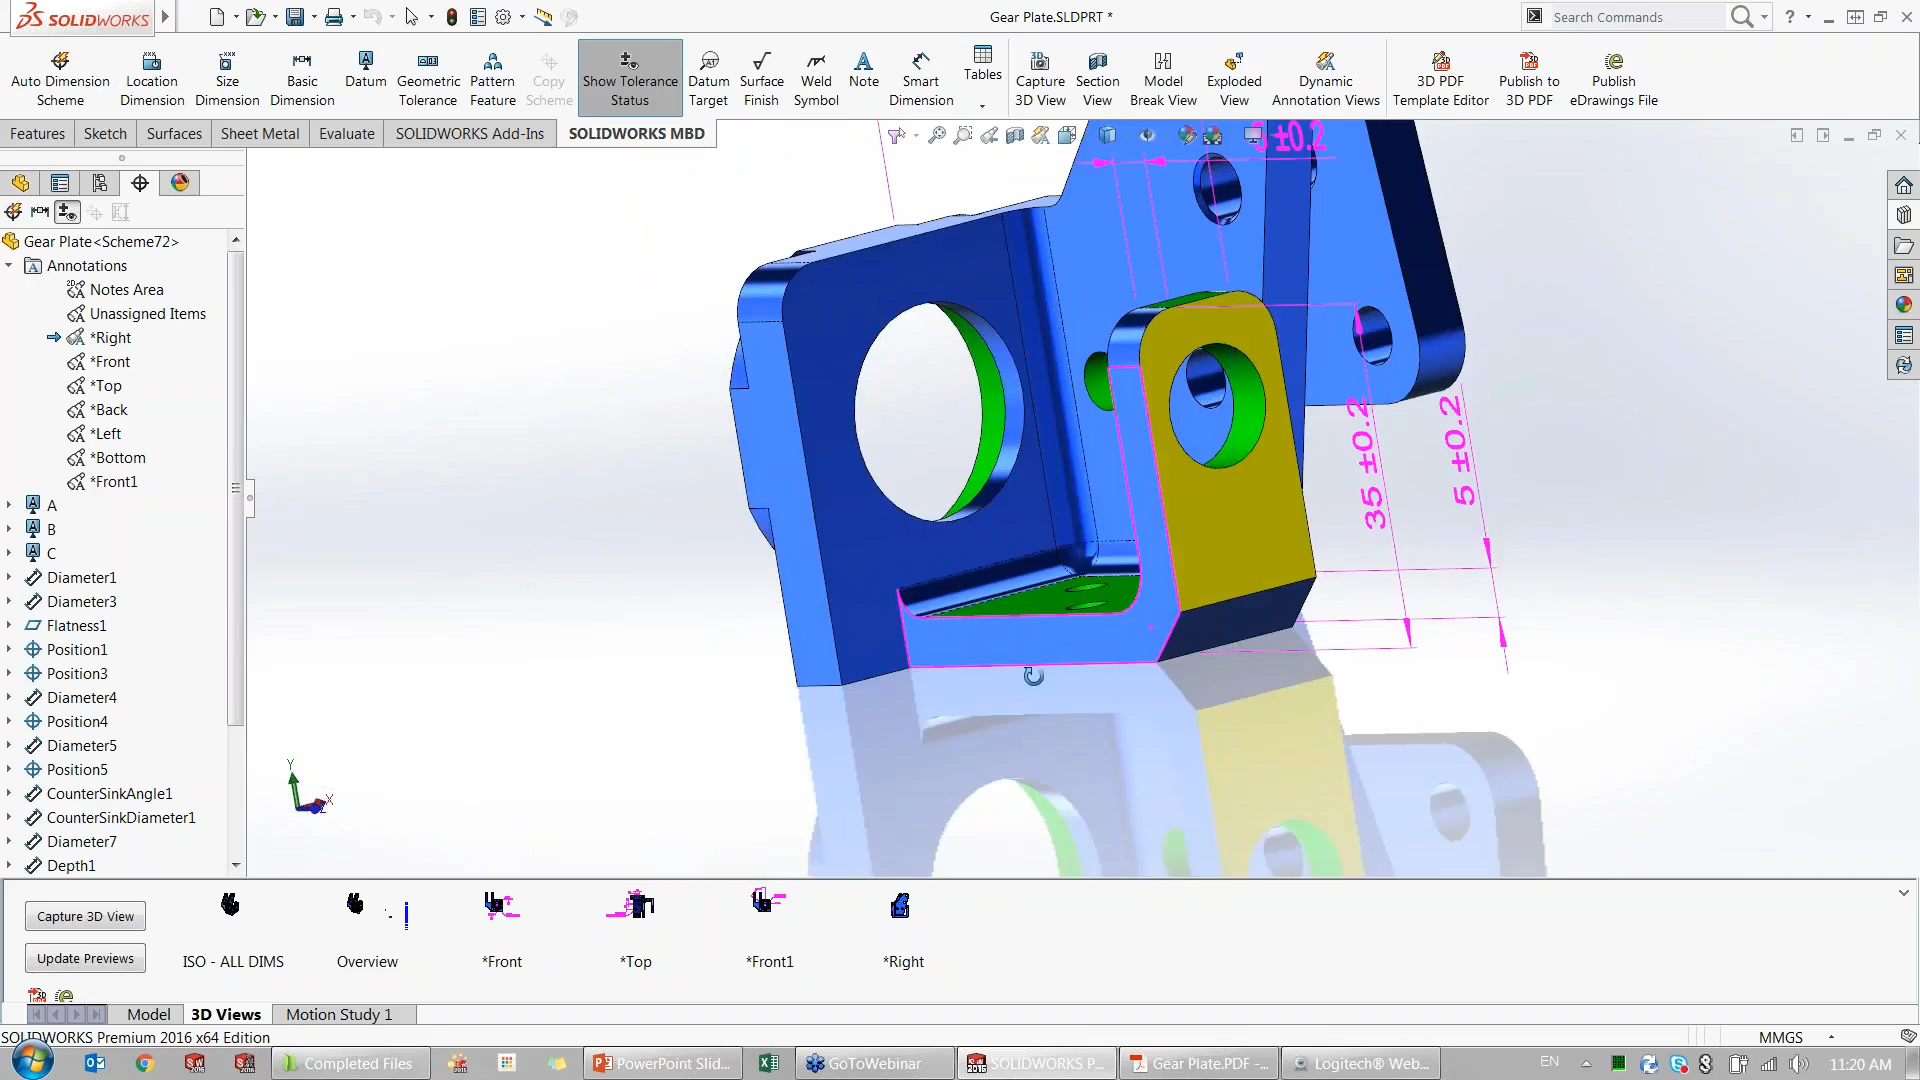 SOLIDWORKS
Gear Plate.SLDPRT *
Search Commands
?
Auto Dimension Scheme
Location Dimension
Size Dimension
Basic Dimension
Datum
Geometric Tolerance
Pattern Feature
Copy Scheme
Show Tolerance Status
Datum Target
Surface Finish
Weld Symbol
Note
Smart Dimension
Tables
Capture 3D View
Section View
Model Break View
Exploded View
Dynamic Annotation Views
3D PDF Template Editor
Publish to 3D PDF
Publish eDrawings File
Features
Sketch
Surfaces
Sheet Metal
Evaluate
SOLIDWORKS Add-Ins
SOLIDWORKS MBD
5 ±0.2
Gear Plate<Scheme72>
Annotations
Notes Area
Unassigned Items
*Right
*Front
*Top
*Back
*Left
*Bottom
*Front1
A
B
C
Diameter1
Diameter3
Flatness1
Position1
Position3
Diameter4
Position4
Diameter5
Position5
CounterSinkAngle1
CounterSinkDiameter1
Diameter7
Depth1
35 ±0.2
5 ±0.2
Y
X
Z
Capture 3D View
Update Previews
ISO - ALL DIMS
Overview
*Front
*Top
*Front1
*Right
Model
3D Views
Motion Study 1
SOLIDWORKS Premium 2016 x64 Edition
MMGS
Completed Files
PowerPoint Slid...
GoToWebinar
SOLIDWORKS P...
Gear Plate.PDF -...
Logitech® Web...
EN
11:20 AM